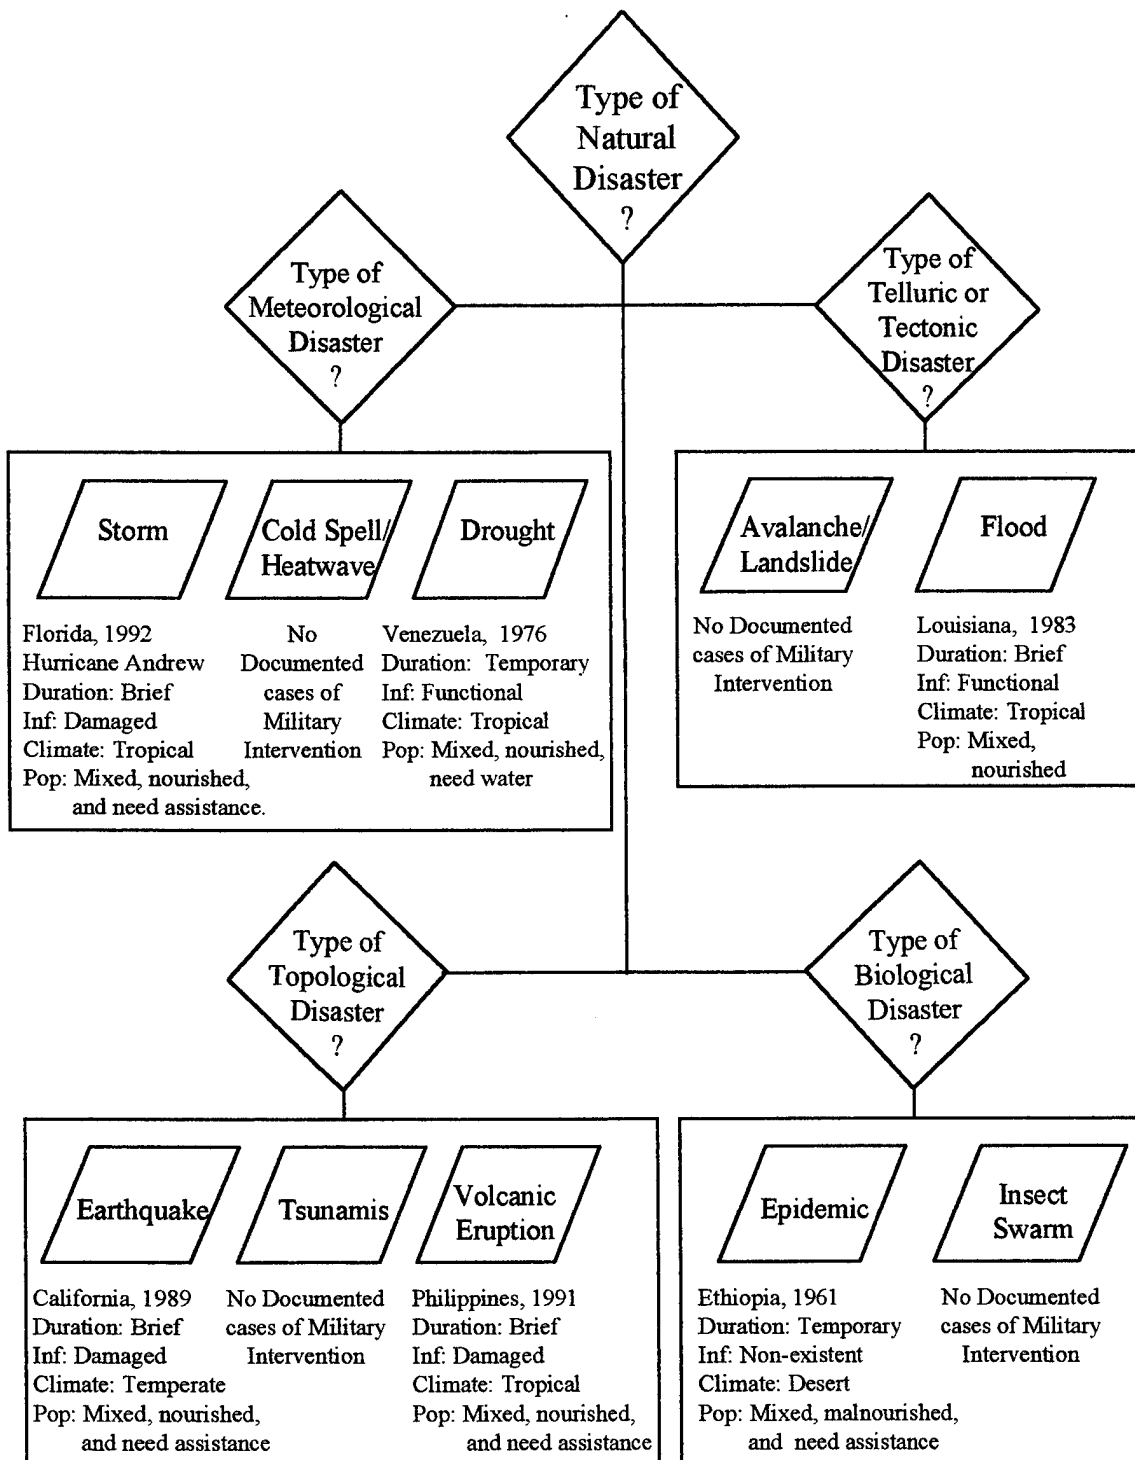 Type of
Natural
Disaster
?
Type of
Meteorological
Disaster
?
Type of
Telluric or
Tectonic
Disaster
?
Storm
Cold Spell/
Heatwave
Drought
Florida, 1992
Hurricane Andrew
Duration: Brief
Inf: Damaged
Climate: Tropical
Pop: Mixed, nourished,
and need assistance.
No
Documented
cases of
Military
Intervention
Venezuela, 1976
Duration: Temporary
Inf: Functional
Climate: Tropical
Pop: Mixed, nourished,
need water
Avalanche/
Landslide
Flood
No Documented
cases of Military
Intervention
Louisiana, 1983
Duration: Brief
Inf: Functional
Climate: Tropical
Pop: Mixed,
nourished
Type of
Topological
Disaster
?
Type of
Biological
Disaster
?
Earthquake
Tsunamis
Volcanic
Eruption
California, 1989
Duration: Brief
Inf: Damaged
Climate: Temperate
Pop: Mixed, nourished,
and need assistance
No Documented
cases of Military
Intervention
Philippines, 1991
Duration: Brief
Inf: Damaged
Climate: Tropical
Pop: Mixed, nourished,
and need assistance
Epidemic
Insect
Swarm
Ethiopia, 1961
Duration: Temporary
Inf: Non-existent
Climate: Desert
Pop: Mixed, malnourished,
and need assistance
No Documented
cases of Military
Intervention